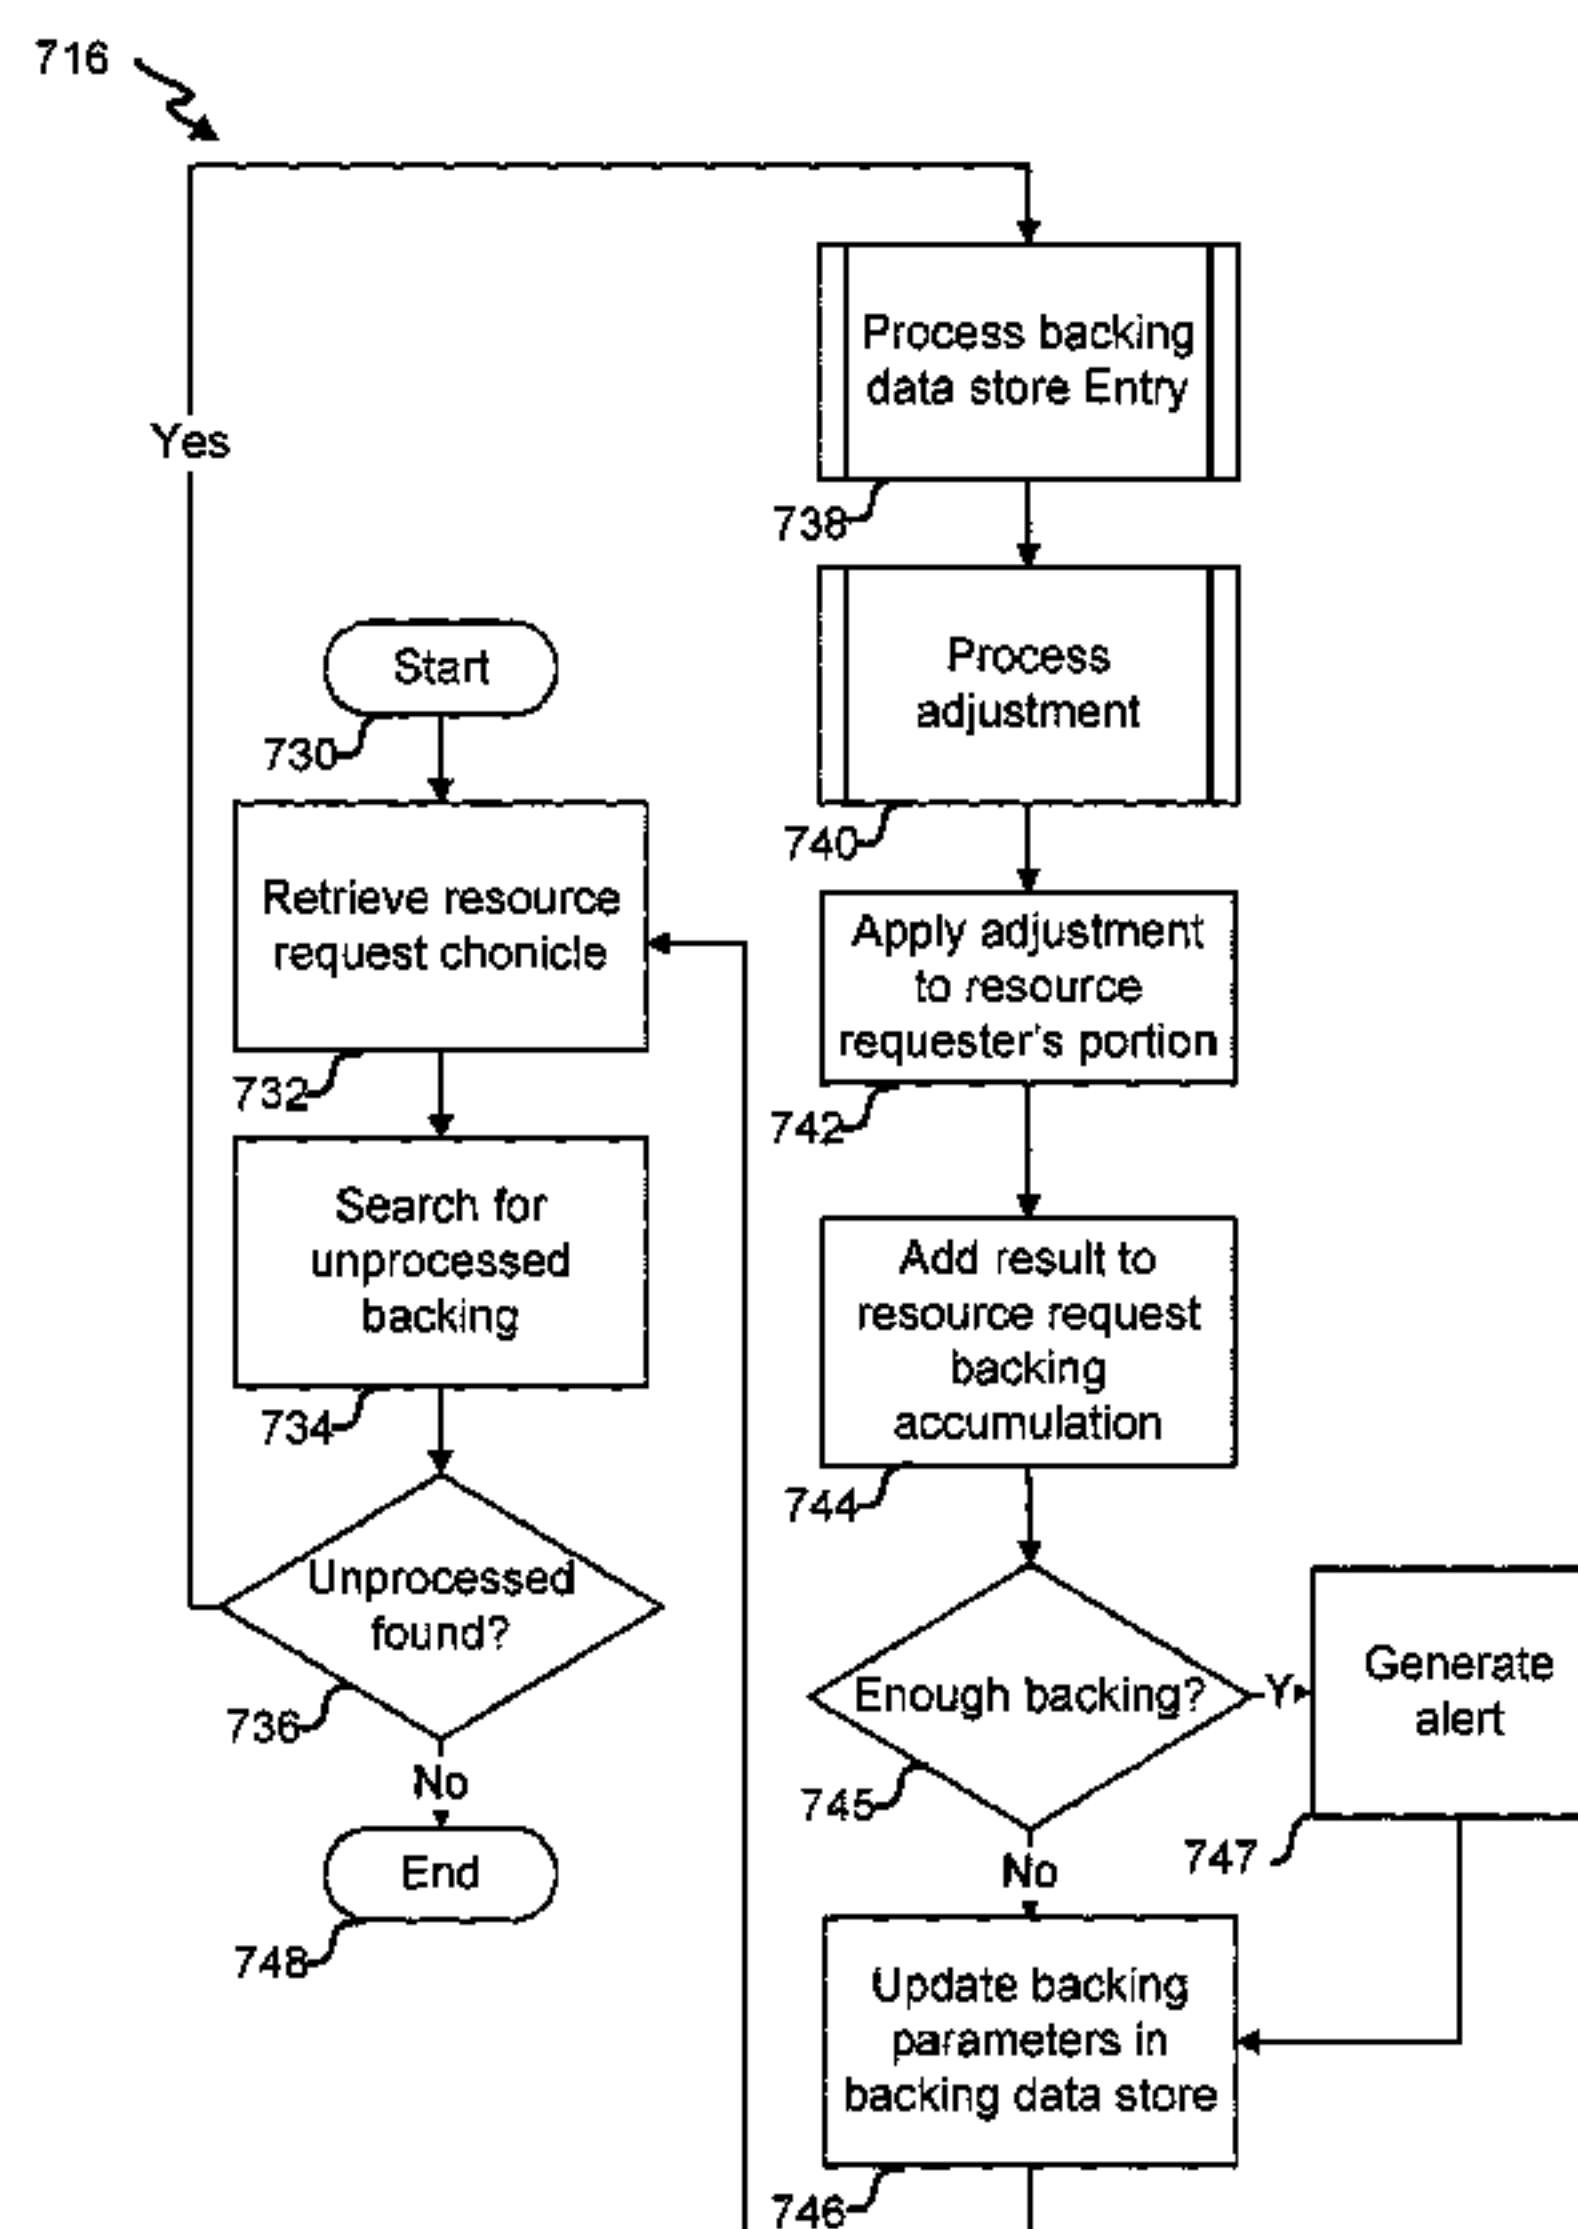 716
Yes
Process backing
data store Entry
738
Process
adjustment
740
Start
730
Retrieve resource
request chonicle
732
Apply adjustment
to resource
requester's portion
742
Search for
unprocessed
backing
734
Add result to
resource request
backing
accumulation
744
Unprocessed
found?
736
No
End
748
Enough backing?
745
Y
Generate
alert
747
No
Update backing
parameters in
backing data store
746